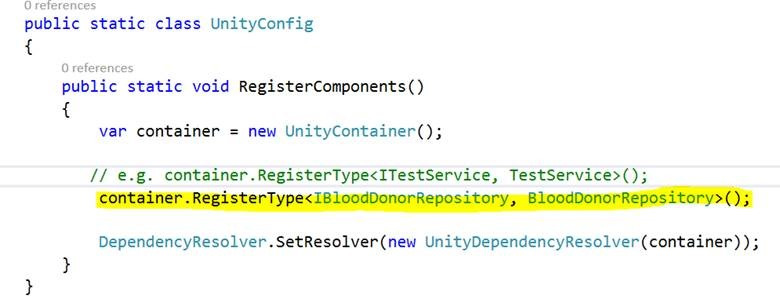 0 references
public static class UnityConfig
{
0 references
public static void RegisterComponents()
{
var container = new UnityContainer();
// e.g. container.RegisterType<ITestService, TestService>();
container.RegisterType<IBloodDonorRepository, BloodDonorRepository>();
DependencyResolver.SetResolver(new UnityDependencyResolver(container));
}
}